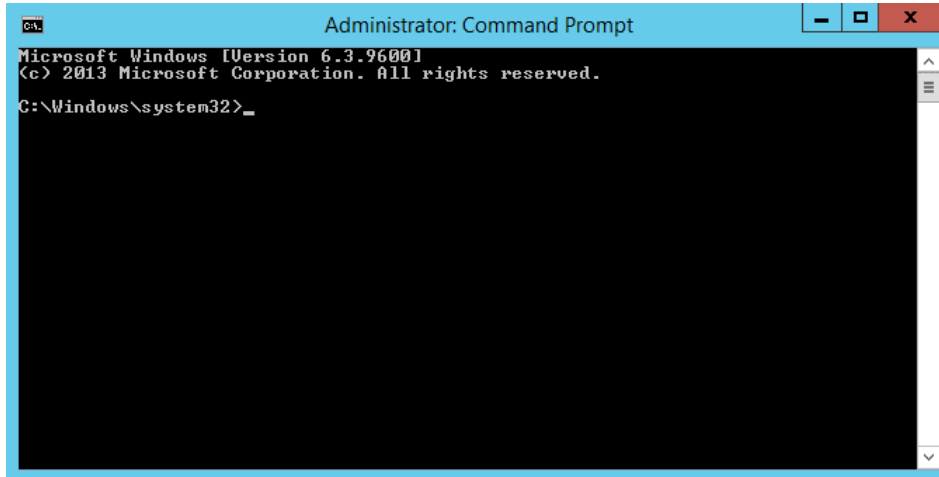 Administrator: Command Prompt
Microsoft Windows [Version 6.3.9600]
(c) 2013 Microsoft Corporation. All rights reserved.
C:\Windows\system32>_